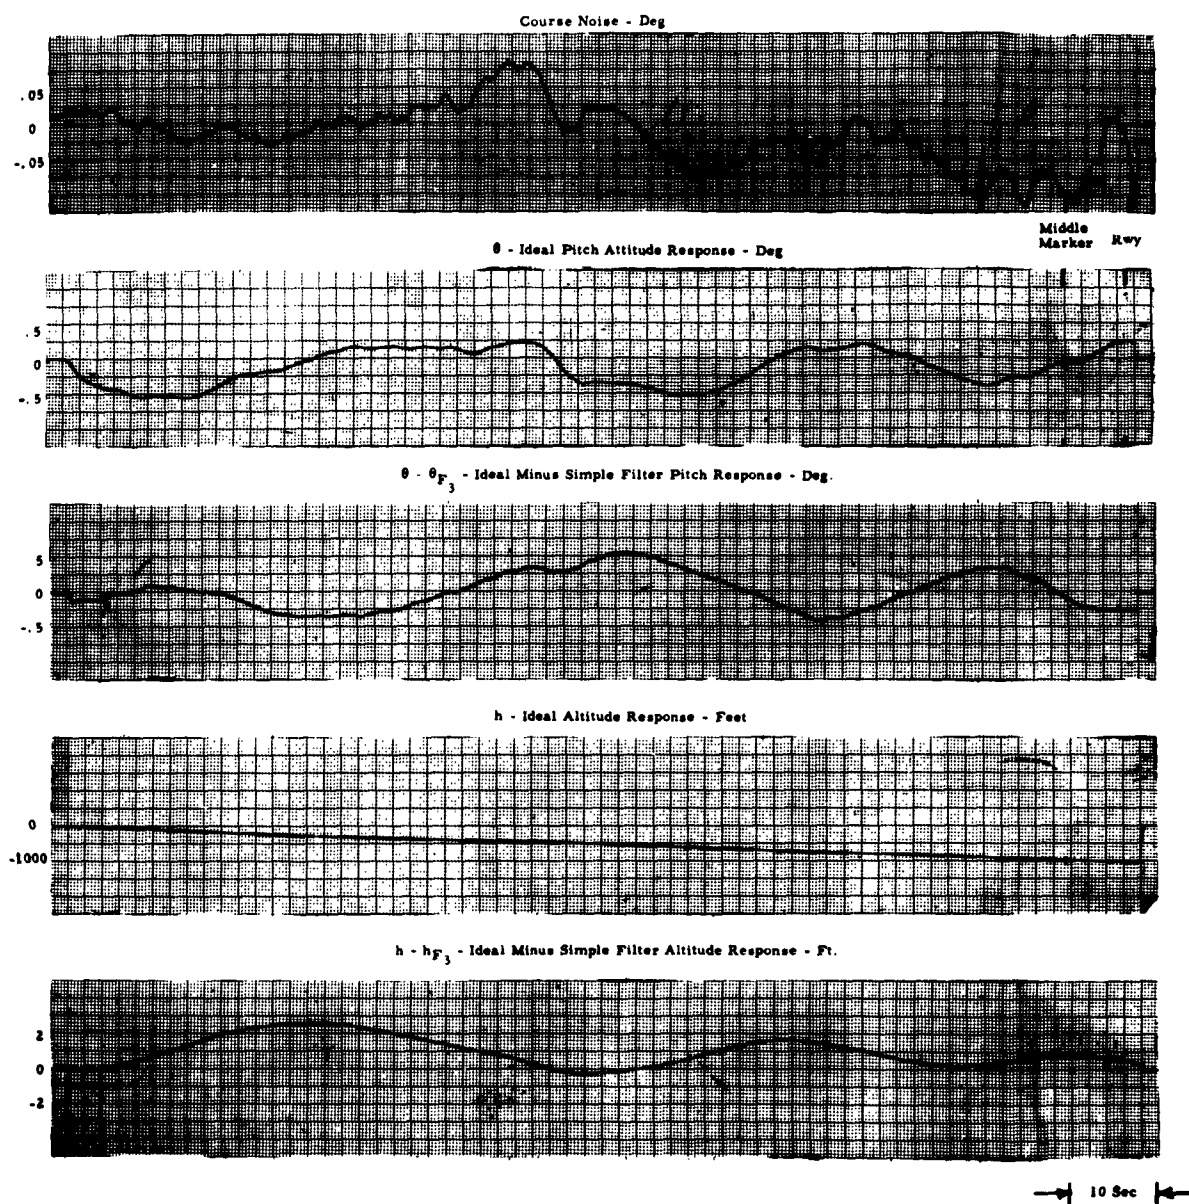 Course Noise - Deg
.05
0
-.05
Middle
Marker
Rwy
θ - Ideal Pitch Attitude Response - Deg
.5
0
-.5
θ - θF3 - Ideal Minus Simple Filter Pitch Response - Deg.
5
0
-.5
h - Ideal Altitude Response - Feet
0
-1000
h - hF3 - Ideal Minus Simple Filter Altitude Response - Ft.
2
0
-2
10 Sec